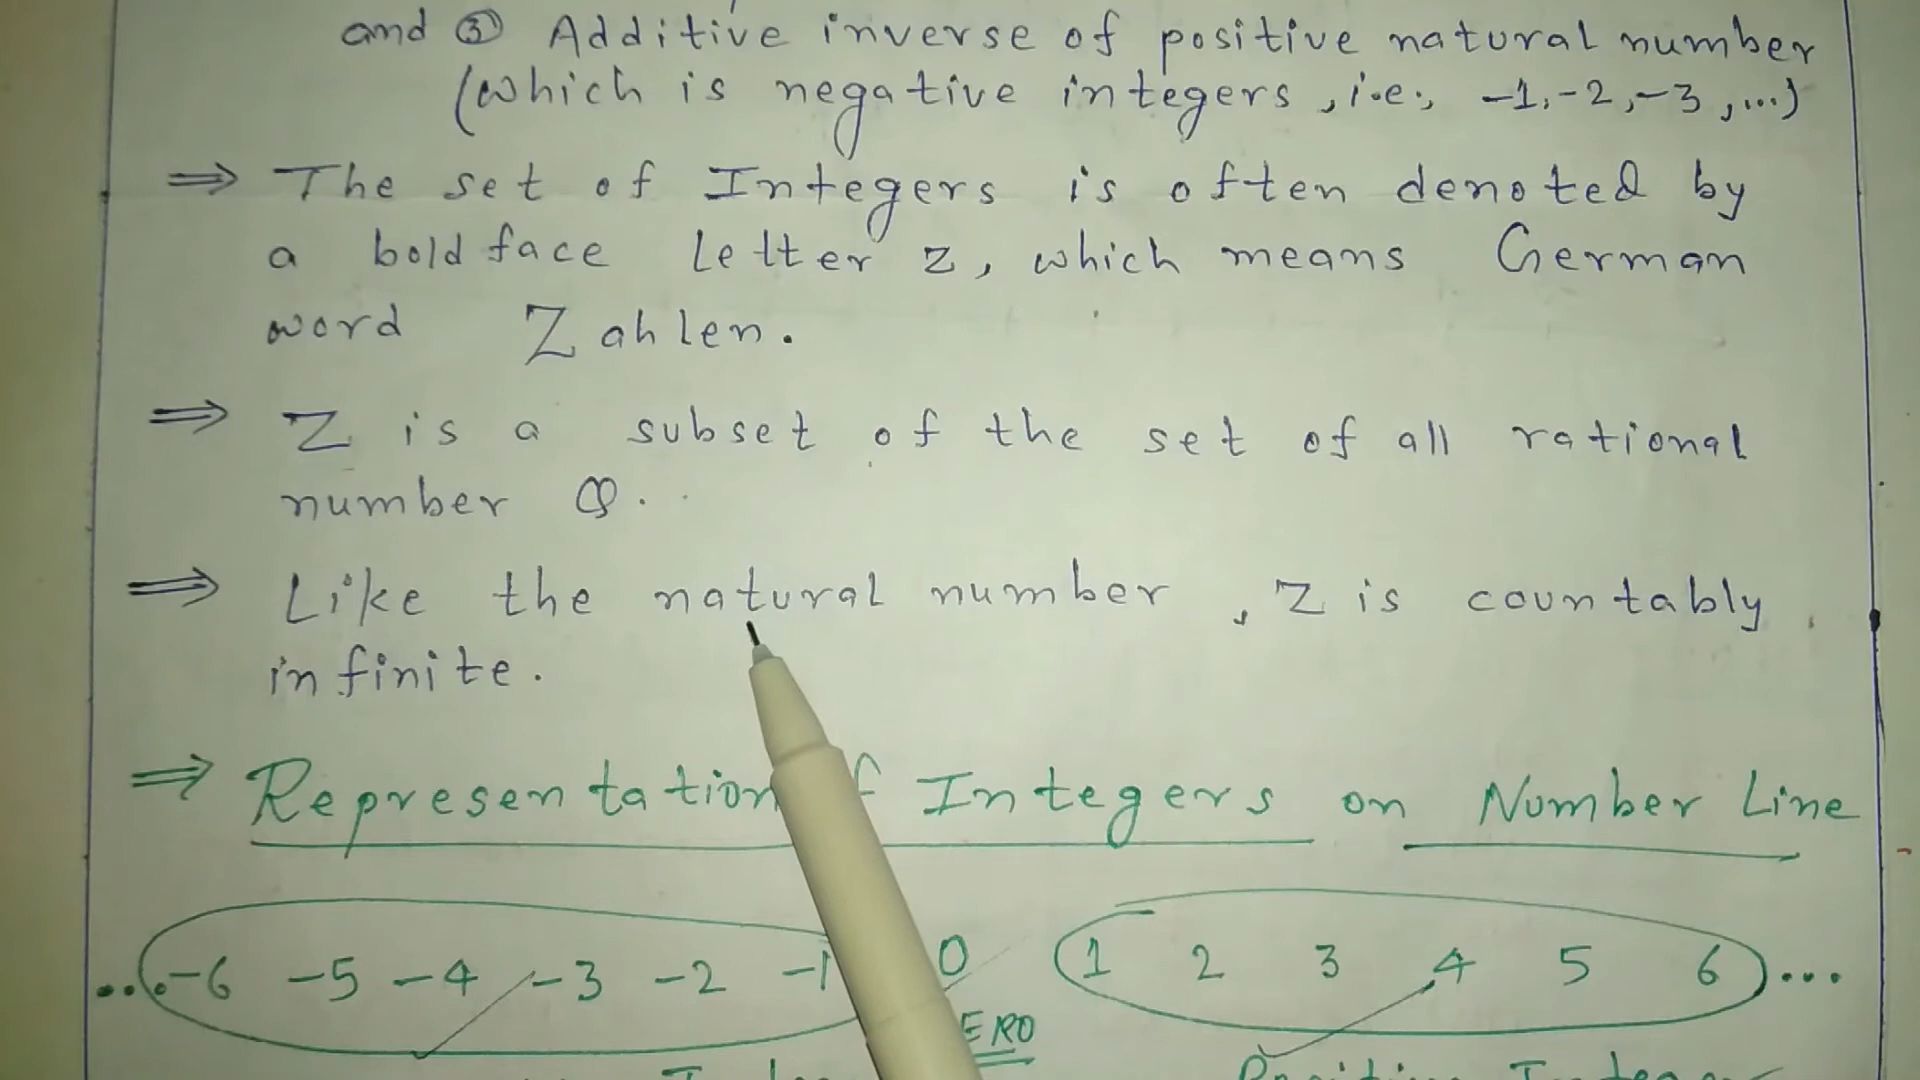 and ③ Additive inverse of positive natural number
(which is negative integers, i.e., -1, -2, -3, ...)
⇒ The set of Integers is often denoted by
a bold face letter z, which means German
word Zahlen.
⇒ Z is a subset of the set of all rational
number Q.
⇒ Like the natural number, Z is countably
infinite.
⇒ Representation Integers on Number Line
... -6 -5 -4 -3 -2 -1 0 1 2 3 4 5 6 ...
ERO